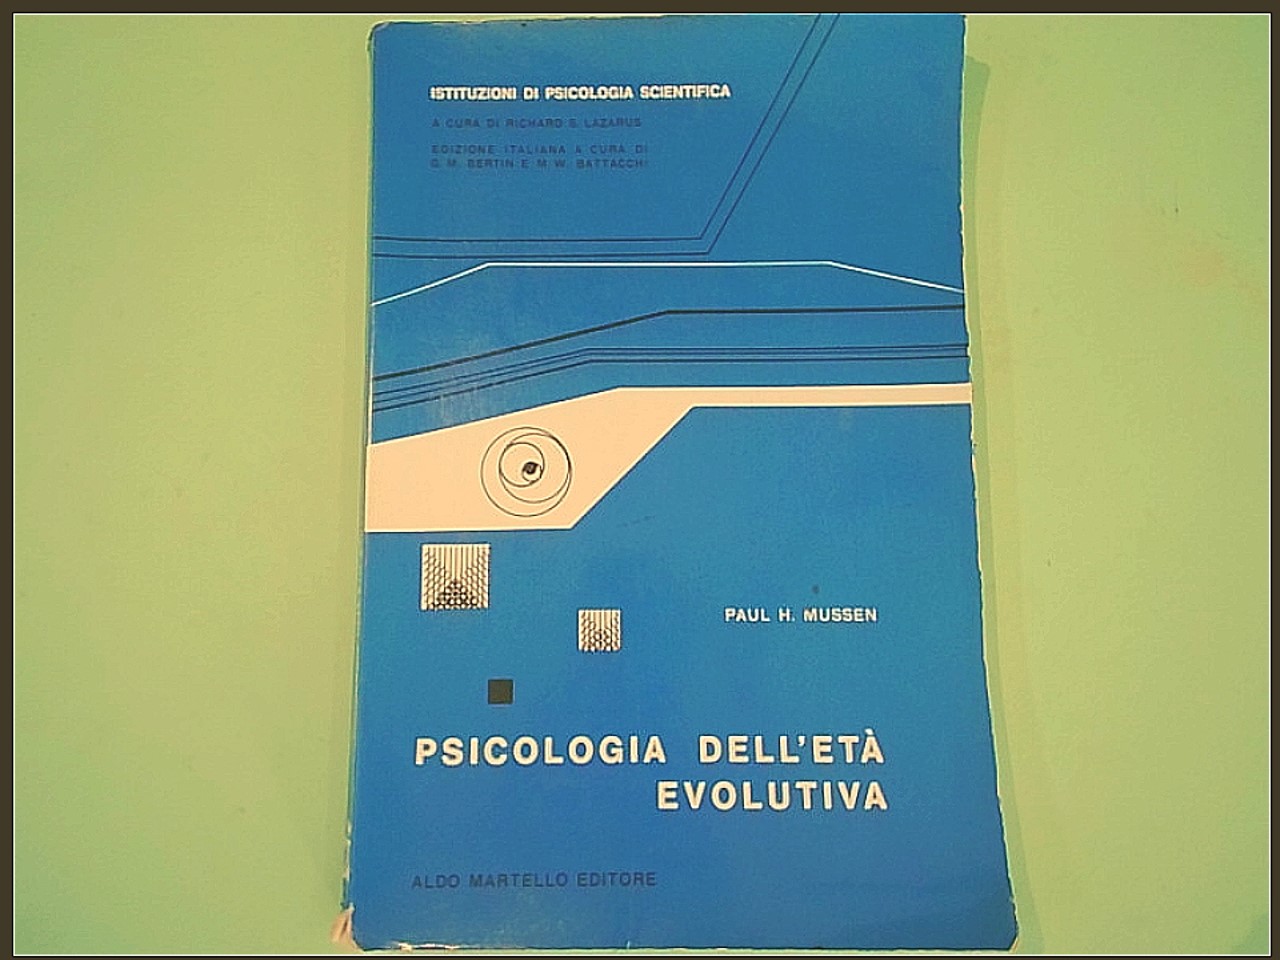 ISTITUZIONI DI PSICOLOGIA SCIENTIFICA
A CURA DI RICHARD S. LAZARUS
EDIZIONE ITALIANA A CURA DI
G. M. BERTIN E M. W. BATTACCHI
PAUL H. MUSSEN
PSICOLOGIA DELL'ETÀ
EVOLUTIVA
ALDO MARTELLO EDITORE